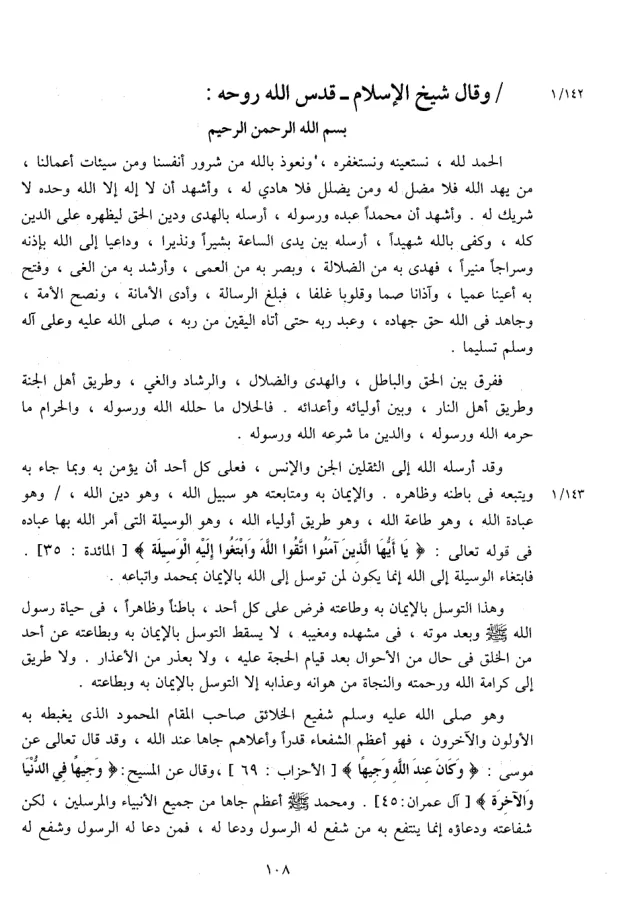 / وقال شيخ الإسلام ـ قدس الله روحه : ١/١٤٢
بسم الله الرحمن الرحيم
الحمد لله ، نستعينه ونستغفره ، ونعوذ بالله من شرور أنفسنا ومن سيئات أعمالنا ،
من يهد الله فلا مضل له ومن يضلل فلا هادي له ، وأشهد أن لا إله إلا الله وحده لا
شريك له . وأشهد أن محمداً عبده ورسوله ، أرسله بالهدى ودين الحق ليظهره على الدين
كله ، وكفى بالله شهيداً ، أرسله بين يدى الساعة بشيراً ونذيرا ، وداعيا إلى الله بإذنه
وسراجاً منيراً ، فهدى به من الضلالة ، وبصر به من العمى ، وأرشد به من الغى ، وفتح
به أعينا عميا ، وآذانا صما وقلوبا غلفا ، فبلغ الرسالة ، وأدى الأمانة ، ونصح الأمة ،
وجاهد فى الله حق جهاده ، وعبد ربه حتى أتاه اليقين من ربه ، صلى الله عليه وعلى آله
وسلم تسليما .
ففرق بين الحق والباطل ، والهدى والضلال ، والرشاد والغي ، وطريق أهل الجنة
وطريق أهل النار ، وبين أوليائه وأعدائه . فالحلال ما حلله الله ورسوله ، والحرام ما
حرمه الله ورسوله ، والدين ما شرعه الله ورسوله .
وقد أرسله الله إلى الثقلين الجن والإنس ، فعلى كل أحد أن يؤمن به وبما جاء به
ويتبعه فى باطنه وظاهره . والإيمان به ومتابعته هو سبيل الله ، وهو دين الله ، / وهو ١/١٤٣
عبادة الله ، وهو طاعة الله ، وهو طريق أولياء الله ، وهو الوسيلة التى أمر الله بها عباده
فى قوله تعالى : ﴿ يَا أَيُّهَا الَّذِينَ آمَنُوا اتَّقُوا اللَّهَ وَابْتَغُوا إِلَيْهِ الْوَسِيلَةَ ﴾ [ المائدة : ٣٥] .
فابتغاء الوسيلة إلى الله إنما يكون لمن توسل إلى الله بالإيمان بمحمد واتباعه .
وهذا التوسل بالإيمان به وطاعته فرض على كل أحد ، باطناً وظاهراً ، فى حياة رسول
الله ﷺ وبعد موته ، فى مشهده ومغيبه ، لا يسقط التوسل بالإيمان به وبطاعته عن أحد
من الخلق فى حال من الأحوال بعد قيام الحجة عليه ، ولا بعذر من الأعذار . ولا طريق
إلى كرامة الله ورحمته والنجاة من هوانه وعذابه إلا التوسل بالإيمان به وبطاعته .
وهو صلى الله عليه وسلم شفيع الخلائق صاحب المقام المحمود الذى يغبطه به
الأولون والآخرون ، فهو أعظم الشفعاء قدراً وأعلاهم جاها عند الله ، وقد قال تعالى عن
موسى : ﴿ وَكَانَ عِندَ اللَّهِ وَجِيهًا ﴾ [ الأحزاب : ٦٩ ] ،وقال عن المسيح:﴿ وَجِيهًا فِي الدُّنْيَا
وَالآخِرَةِ ﴾ [ آل عمران:٤٥] . ومحمد ﷺ أعظم جاها من جميع الأنبياء والمرسلين ، لكن
شفاعته ودعاؤه إنما ينتفع به من شفع له الرسول ودعا له ، فمن دعا له الرسول وشفع له
١٠٨